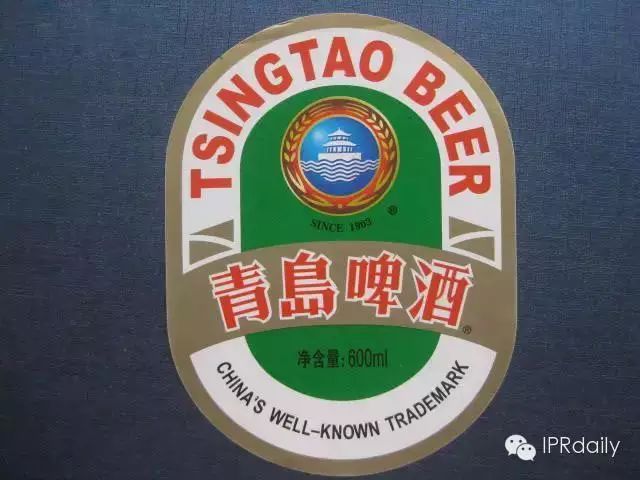 TSINGTAO BEER
SINCE 1903
®
青島啤酒
®
净含量:600ml
CHINA'S WELL-KNOWN TRADEMARK
IPRdaily